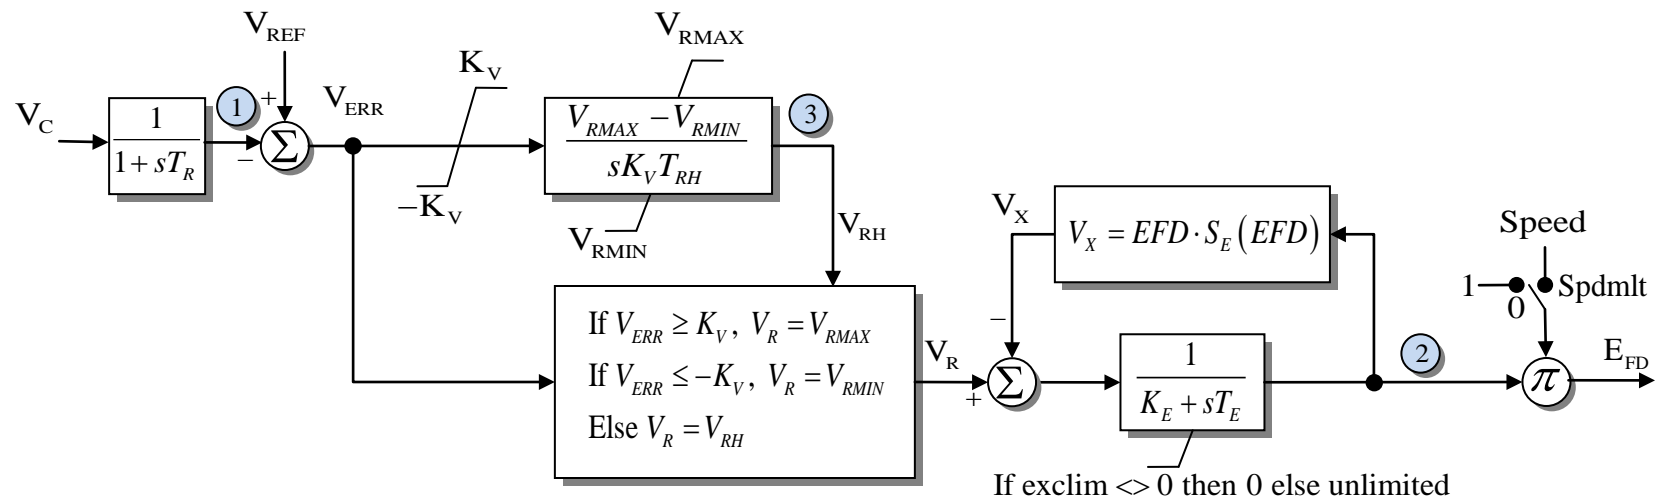 V_REF
V_C
1
1 + sT_R
1
+
−
Σ
V_ERR
K_V
−K_V
V_RMAX
V_RMAX − V_RMIN
sK_V T_RH
V_RMIN
3
V_RH
If V_ERR ≥ K_V, V_R = V_RMAX
If V_ERR ≤ −K_V, V_R = V_RMIN
Else V_R = V_RH
V_R
+
−
Σ
V_X
V_X = EFD · S_E (EFD)
1
K_E + sT_E
If exclim <> 0 then 0 else unlimited
2
Speed
1
0
Spdmlt
π
E_FD